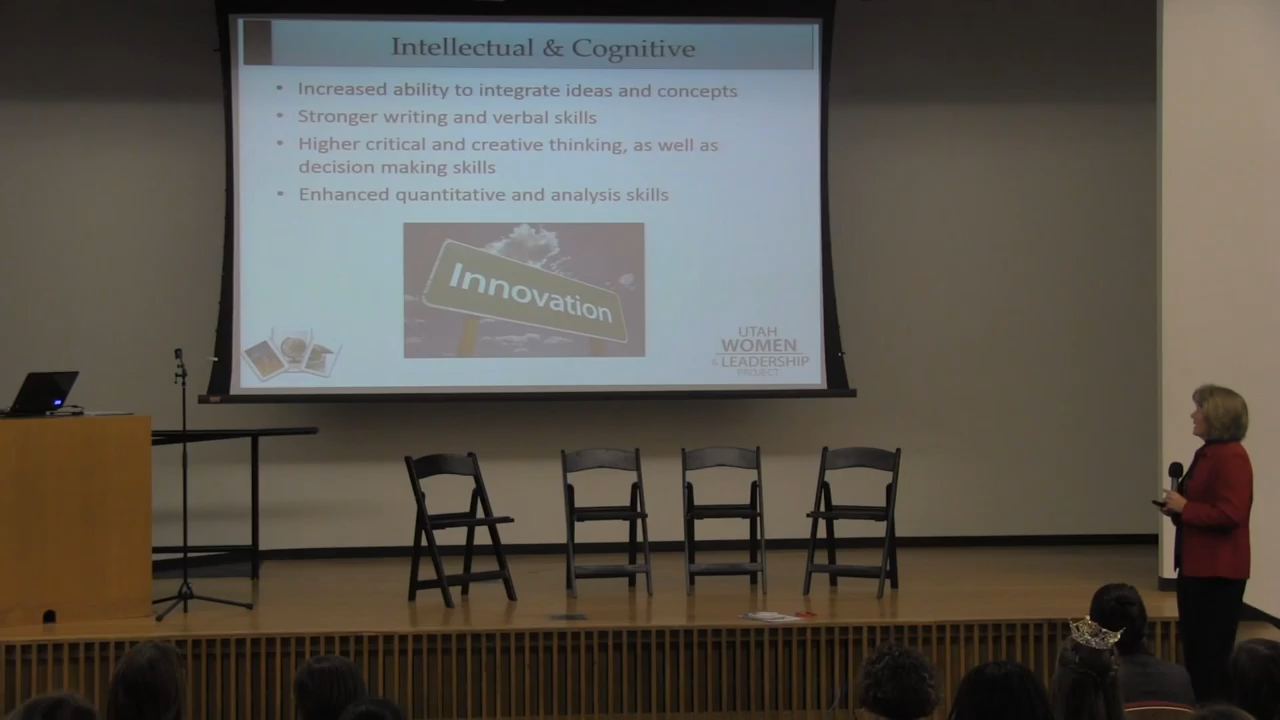 Intellectual & Cognitive
• Increased ability to integrate ideas and concepts
• Stronger writing and verbal skills
• Higher critical and creative thinking, as well as
decision making skills
• Enhanced quantitative and analysis skills
Innovation
UTAH
WOMEN
& LEADERSHIP
PROJECT